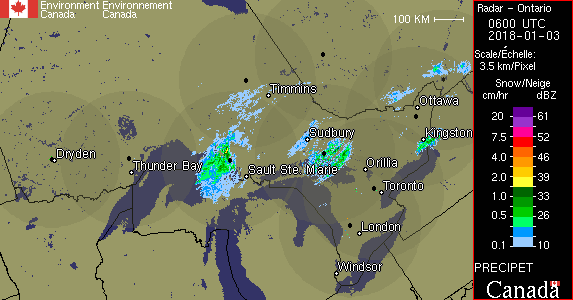 Environment Environnement
Canada Canada
100 KM
Timmins
Ottawa
Sudbury
Kingston
Dryden
Thunder Bay
Sault Ste. Marie
Orillia
Toronto
London
Windsor
Radar - Ontario
0600 UTC
2018-01-03
Scale/Échelle:
3.5 km/Pixel
Snow/Neige
cm/hr dBZ
20 61
7.5 52
4.0 46
2.0 39
1.0 33
0.5 26
0.1 10
PRECIPET
Canada